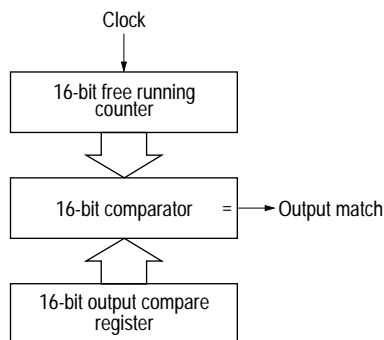 Clock
16-bit free running
counter
16-bit comparator =
Output match
16-bit output compare
register